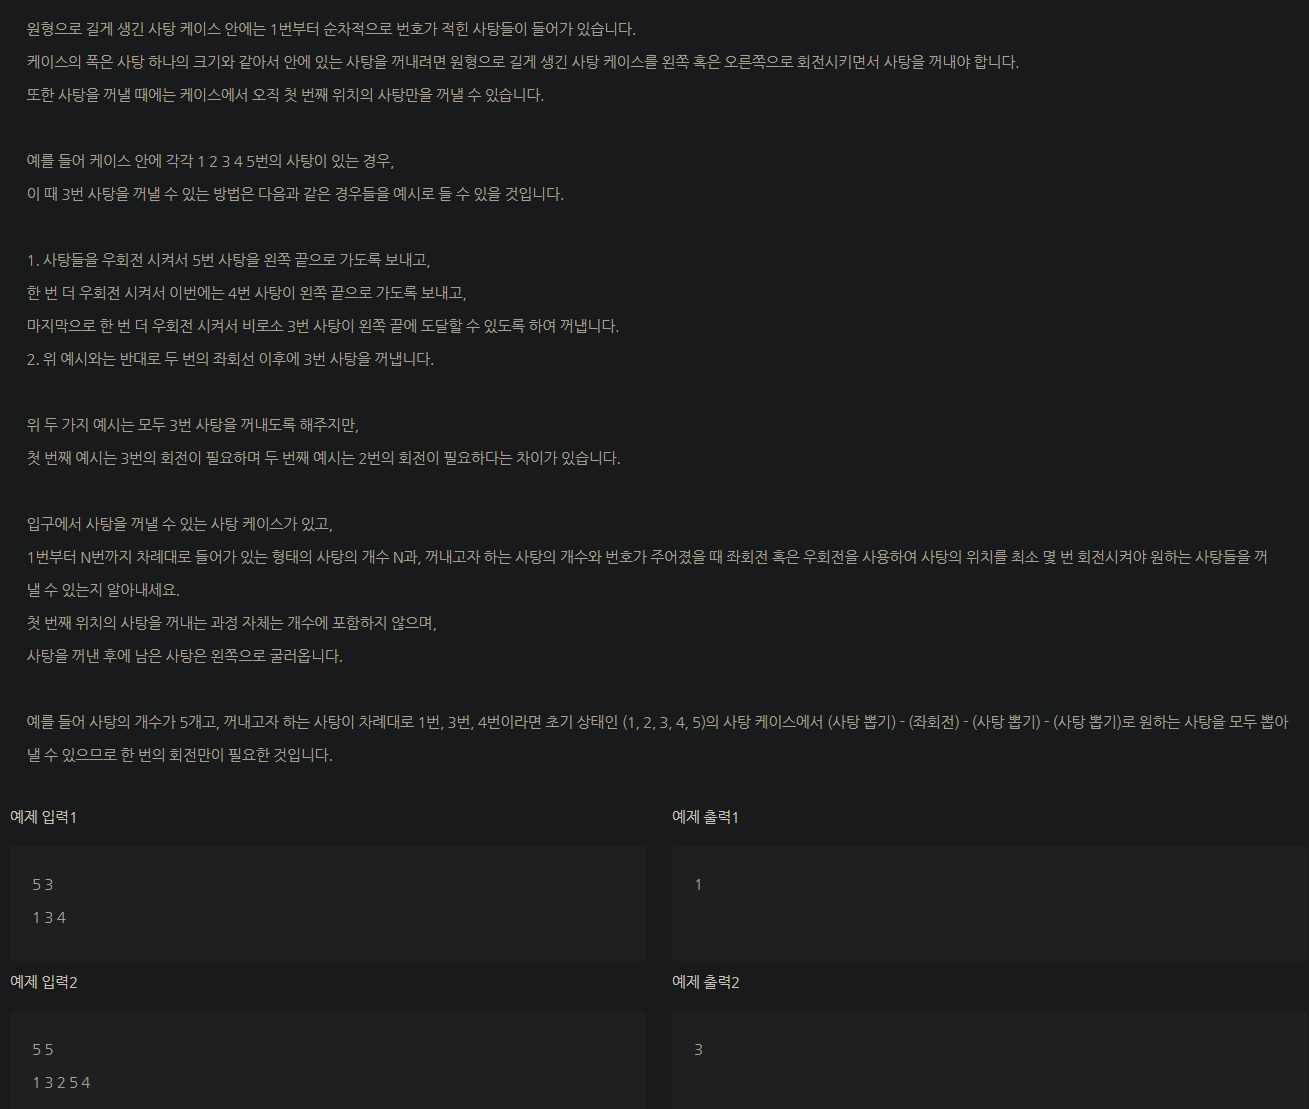 원형으로 길게 생긴 사탕 케이스 안에는 1번부터 순차적으로 번호가 적힌 사탕들이 들어가 있습니다.
케이스의 폭은 사탕 하나의 크기와 같아서 안에 있는 사탕을 꺼내려면 원형으로 길게 생긴 사탕 케이스를 왼쪽 혹은 오른쪽으로 회전시키면서 사탕을 꺼내야 합니다.
또한 사탕을 꺼낼 때에는 케이스에서 오직 첫 번째 위치의 사탕만을 꺼낼 수 있습니다.
예를 들어 케이스 안에 각각 1 2 3 4 5번의 사탕이 있는 경우,
이 때 3번 사탕을 꺼낼 수 있는 방법은 다음과 같은 경우들을 예시로 들 수 있을 것입니다.
1. 사탕들을 우회전 시켜서 5번 사탕을 왼쪽 끝으로 가도록 보내고,
한 번 더 우회전 시켜서 이번에는 4번 사탕이 왼쪽 끝으로 가도록 보내고,
마지막으로 한 번 더 우회전 시켜서 비로소 3번 사탕이 왼쪽 끝에 도달할 수 있도록 하여 꺼냅니다.
2. 위 예시와는 반대로 두 번의 좌회선 이후에 3번 사탕을 꺼냅니다.
위 두 가지 예시는 모두 3번 사탕을 꺼내도록 해주지만,
첫 번째 예시는 3번의 회전이 필요하며 두 번째 예시는 2번의 회전이 필요하다는 차이가 있습니다.
입구에서 사탕을 꺼낼 수 있는 사탕 케이스가 있고,
1번부터 N번까지 차례대로 들어가 있는 형태의 사탕의 개수 N과, 꺼내고자 하는 사탕의 개수와 번호가 주어졌을 때 좌회전 혹은 우회전을 사용하여 사탕의 위치를 최소 몇 번 회전시켜야 원하는 사탕들을 꺼
낼 수 있는지 알아내세요.
첫 번째 위치의 사탕을 꺼내는 과정 자체는 개수에 포함하지 않으며,
사탕을 꺼낸 후에 남은 사탕은 왼쪽으로 굴러옵니다.
예를 들어 사탕의 개수가 5개고, 꺼내고자 하는 사탕이 차례대로 1번, 3번, 4번이라면 초기 상태인 (1, 2, 3, 4, 5)의 사탕 케이스에서 (사탕 뽑기) - (좌회전) - (사탕 뽑기) - (사탕 뽑기)로 원하는 사탕을 모두 뽑아
낼 수 있으므로 한 번의 회전만이 필요한 것입니다.
예제 입력1
5 3
1 3 4
예제 출력1
1
예제 입력2
5 5
1 3 2 5 4
예제 출력2
3